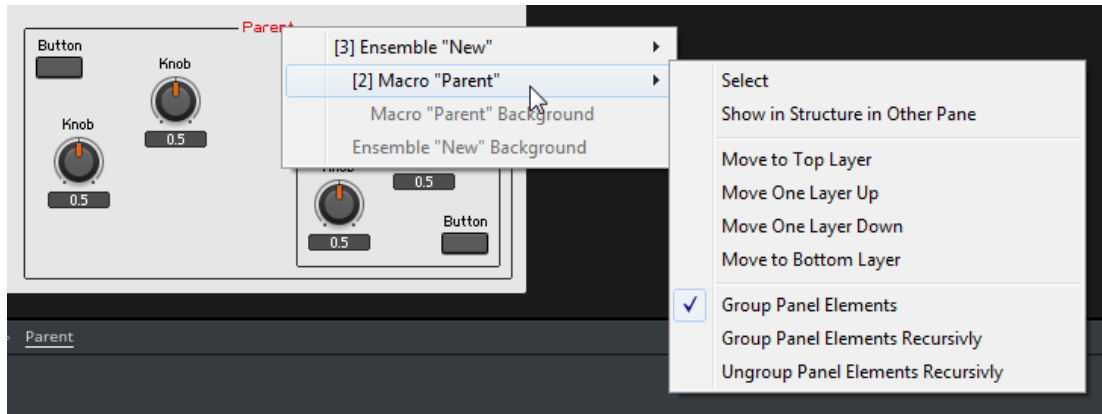 Parent
Button
Knob
0.5
Knob
0.5
0.5
0.5
Button
Parent
[3] Ensemble "New"
[2] Macro "Parent"
Macro "Parent" Background
Ensemble "New" Background
Select
Show in Structure in Other Pane
Move to Top Layer
Move One Layer Up
Move One Layer Down
Move to Bottom Layer
Group Panel Elements
Group Panel Elements Recursivly
Ungroup Panel Elements Recursivly